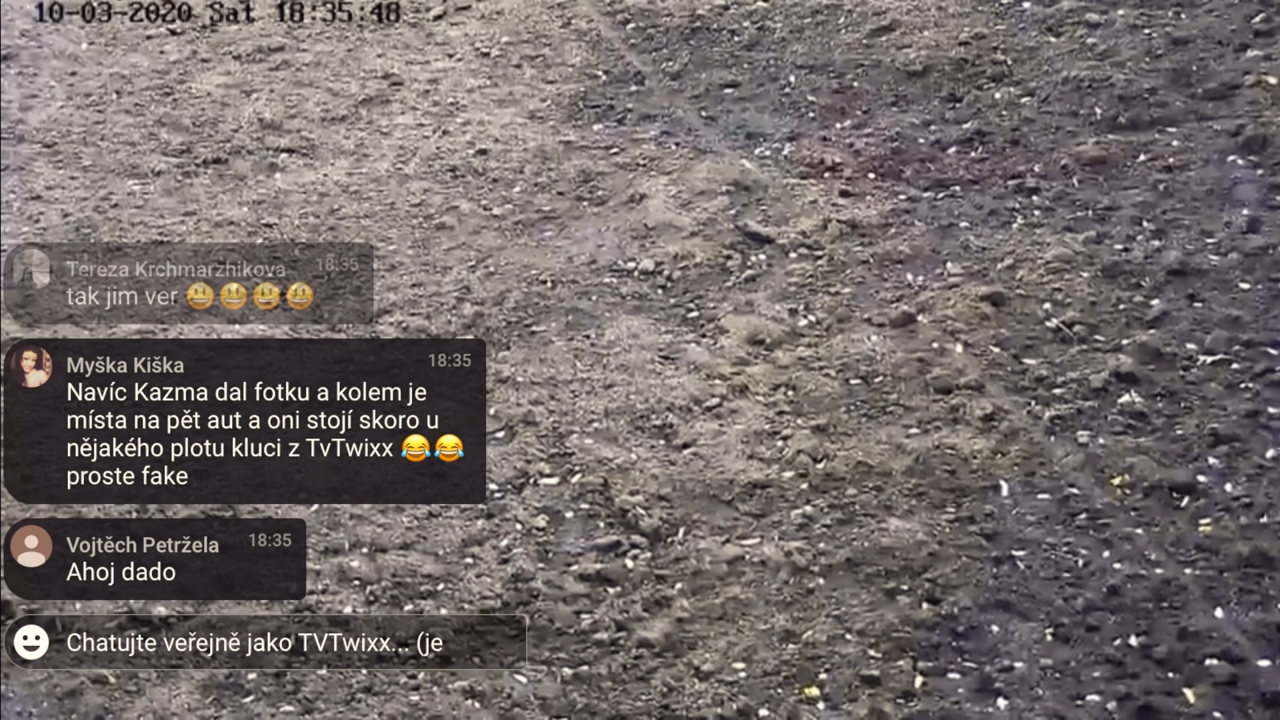 10-03-2020 Sat 18:35:48
Tereza Krchmarzhikova 18:35
tak jim ver 😃😃😃😃
Myška Kiška 18:35
Navíc Kazma dal fotku a kolem je
místa na pět aut a oni stojí skoro u
nějakého plotu kluci z TvTwixx 😂😂
proste fake
Vojtěch Petržela 18:35
Ahoj dado
Chatujte veřejně jako TVTwixx... (je